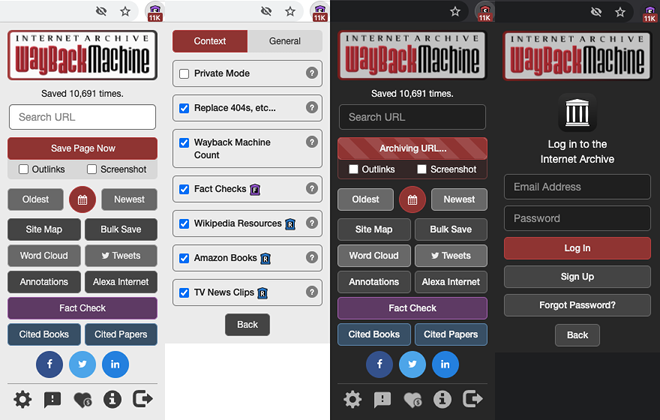 11K
INTERNET ARCHIVE
WayBackMachine
Saved 10,691 times.
Search URL
Save Page Now
Outlinks
Screenshot
Oldest
Newest
Site Map
Bulk Save
Word Cloud
Tweets
Annotations
Alexa Internet
Fact Check
Cited Books
Cited Papers
11K
Context
General
Private Mode
?
Replace 404s, etc...
?
Wayback Machine
Count
?
Fact Checks F
?
Wikipedia Resources R
?
Amazon Books R
?
TV News Clips R
?
Back
11K
INTERNET ARCHIVE
WayBackMachine
Saved 10,691 times.
Search URL
Archiving URL...
Outlinks
Screenshot
Oldest
Newest
Site Map
Bulk Save
Word Cloud
Tweets
Annotations
Alexa Internet
Fact Check
Cited Books
Cited Papers
11K
INTERNET ARCHIVE
WayBackMachine
Log in to the
Internet Archive
Email Address
Password
Log In
Sign Up
Forgot Password?
Back